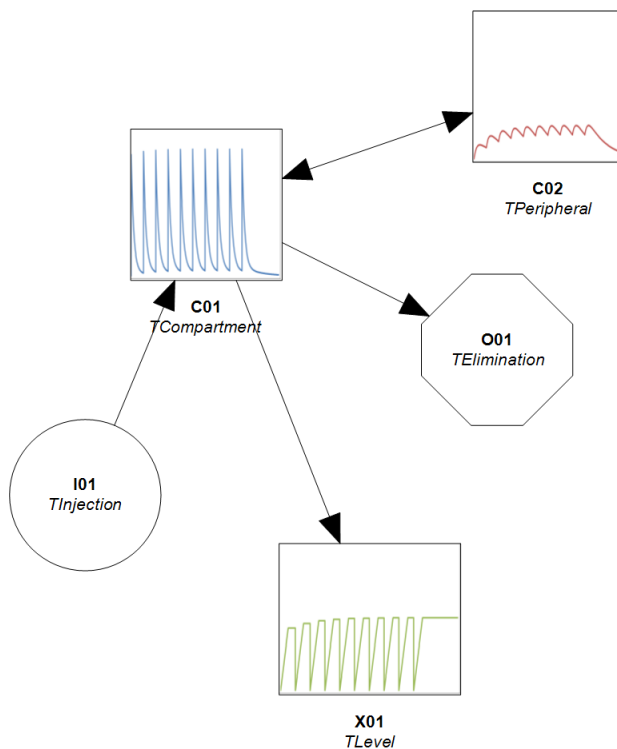 C02
TPeripheral
C01
TCompartment
O01
TElimination
I01
TInjection
X01
TLevel